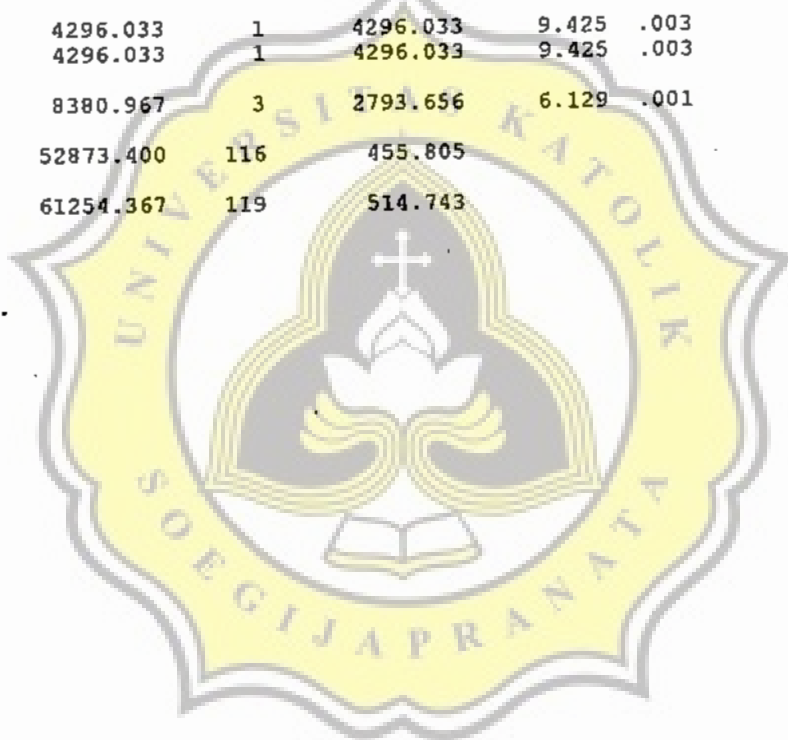 4296.033 1 4296.033 9.425 .003
4296.033 1 4296.033 9.425 .003
8380.967 3 2793.656 6.129 .001
52873.400 116 455.805
61254.367 119 514.743
UNIVERSITAS KATOLIK
SOEGIJAPRANATA